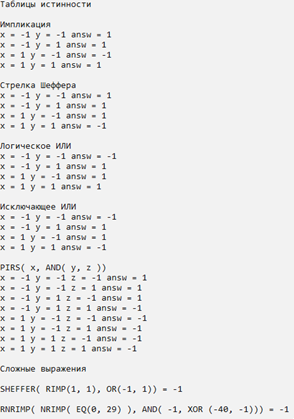 Таблицы истинности
Импликация
x = -1 y = -1 answ = 1
x = -1 y = 1 answ = 1
x = 1 y = -1 answ = -1
x = 1 y = 1 answ = 1
Стрелка Шеффера
x = -1 y = -1 answ = 1
x = -1 y = 1 answ = 1
x = 1 y = -1 answ = 1
x = 1 y = 1 answ = -1
Логическое ИЛИ
x = -1 y = -1 answ = -1
x = -1 y = 1 answ = 1
x = 1 y = -1 answ = 1
x = 1 y = 1 answ = 1
Исключающее ИЛИ
x = -1 y = -1 answ = -1
x = -1 y = 1 answ = 1
x = 1 y = -1 answ = 1
x = 1 y = 1 answ = -1
PIRS( x, AND( y, z ))
x = -1 y = -1 z = -1 answ = 1
x = -1 y = -1 z = 1 answ = 1
x = -1 y = 1 z = -1 answ = 1
x = -1 y = 1 z = 1 answ = -1
x = 1 y = -1 z = -1 answ = -1
x = 1 y = -1 z = 1 answ = -1
x = 1 y = 1 z = -1 answ = -1
x = 1 y = 1 z = 1 answ = -1
Сложные выражения
SHEFFER( RIMP(1, 1), OR(-1, 1)) = -1
RNRIMP( NRIMP( EQ(0, 29) ), AND( -1, XOR (-40, -1))) = -1